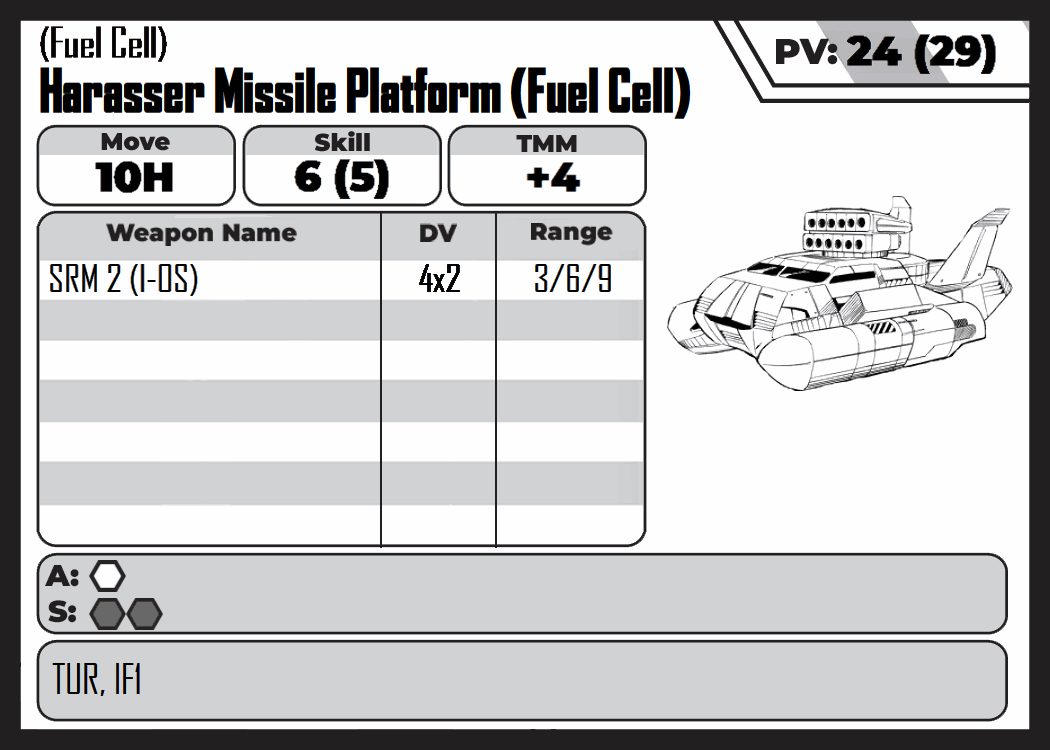 (Fuel Cell)
PV: 24 (29)
Harasser Missile Platform (Fuel Cell)
Move Skill TMM
10H 6 (5) +4
Weapon Name DV Range
SRM 2 (I-OS) 4x2 3/6/9
A:
S:
TUR, IF1